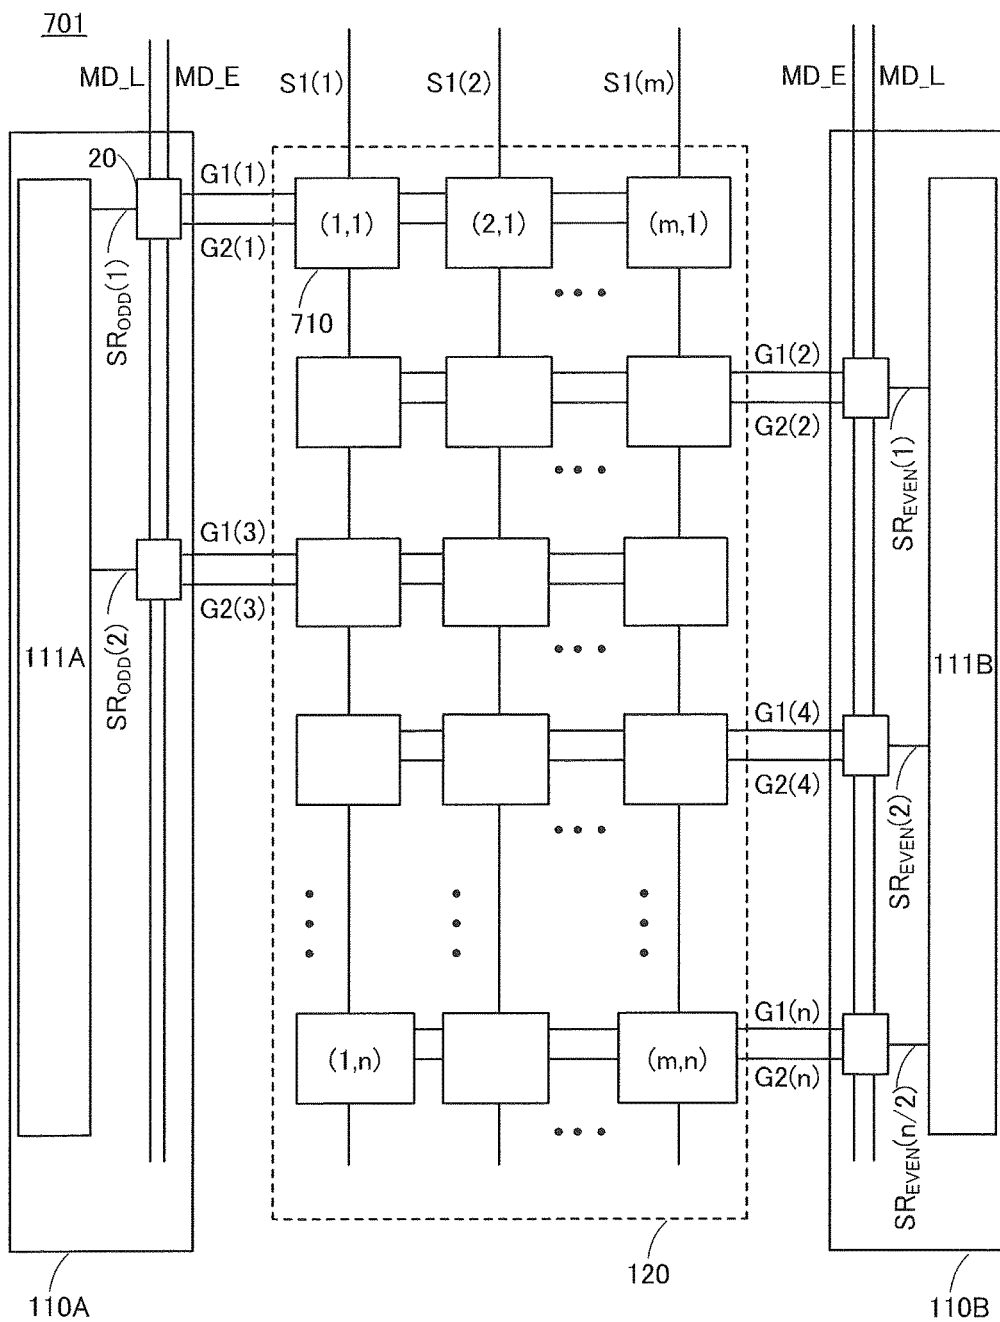 701
MD_L
MD_E
S1(1)
S1(2)
S1(m)
MD_E
MD_L
20
G1(1)
G2(1)
(1,1)
(2,1)
(m,1)
SRODD(1)
710
G1(2)
G2(2)
SREVEN(1)
G1(3)
G2(3)
SRODD(2)
111A
111B
G1(4)
G2(4)
SREVEN(2)
(1,n)
(m,n)
G1(n)
G2(n)
SREVEN(n/2)
120
110A
110B